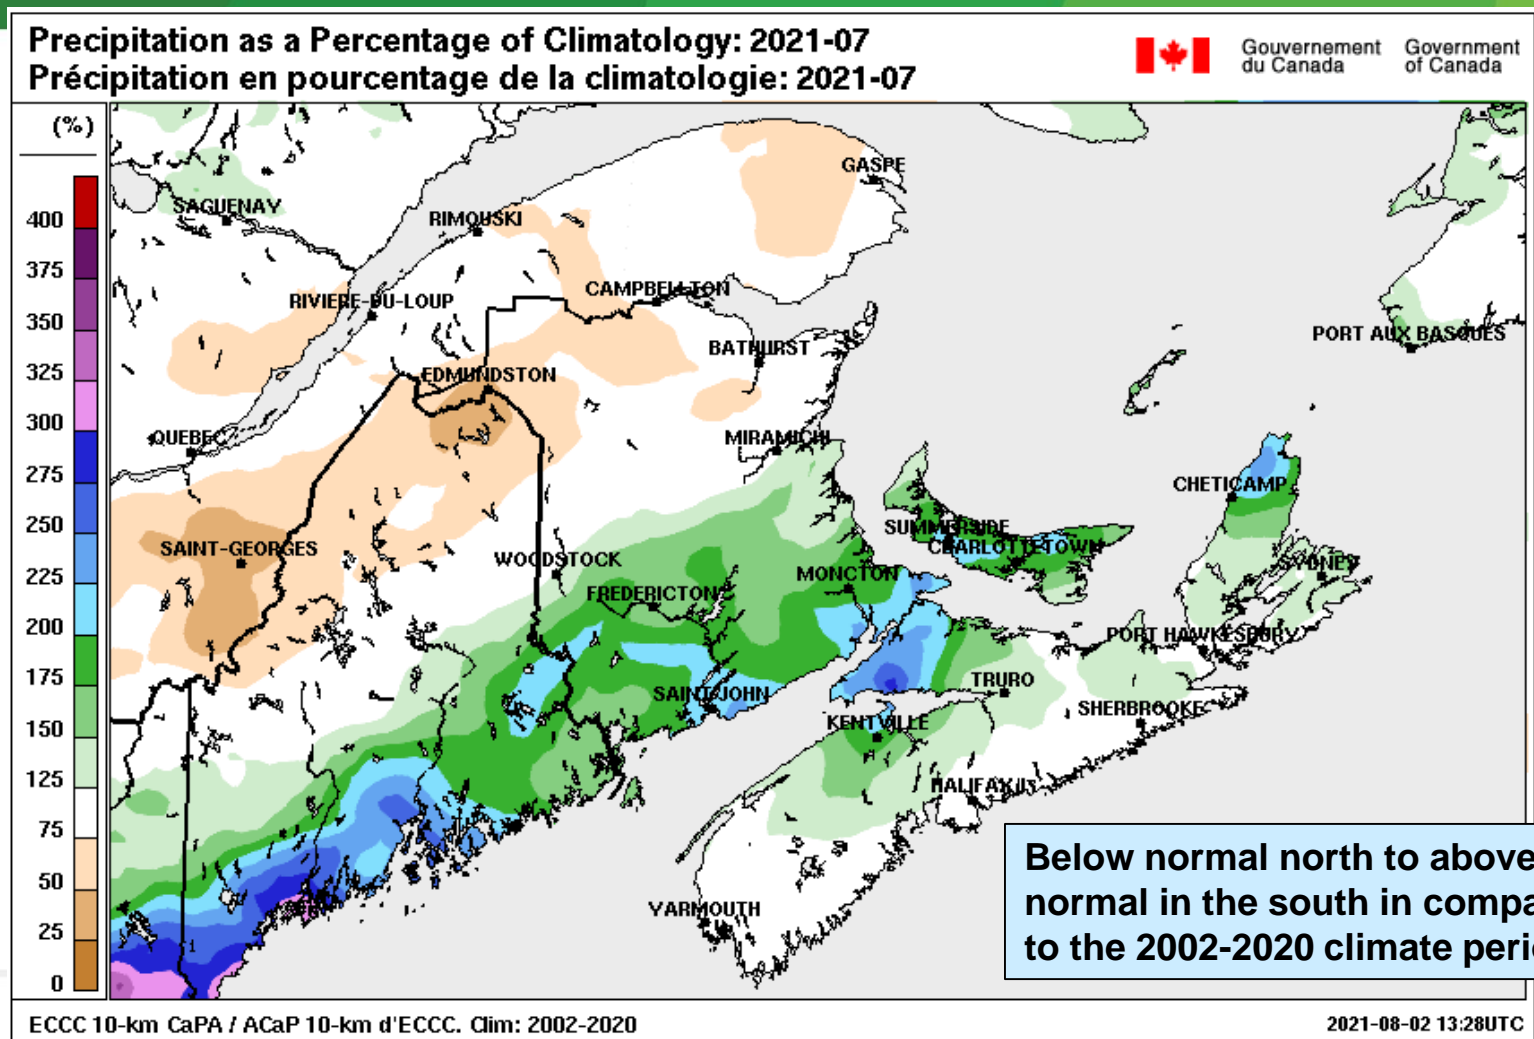 Precipitation as a Percentage of Climatology: 2021-07
Précipitation en pourcentage de la climatologie: 2021-07
Gouvernement du Canada
Government of Canada
(%)
400
375
350
325
300
275
250
225
200
175
150
125
75
50
25
0
GASPE
SAGUENAY
RIMOUSKI
CAMPBELLTON
RIVIERE-DU-LOUP
PORT AUX BASQUES
BATHURST
EDMUNDSTON
QUEBEC
MIRAMICHI
CHETICAMP
SUMMERSIDE
CHARLOTTETOWN
SAINT-GEORGES
WOODSTOCK
MONCTON
SYDNEY
FREDERICTON
PORT HAWKESBURY
TRURO
SAINT JOHN
SHERBROOKE
KENTVILLE
HALIFAX
YARMOUTH
Below normal north to above
normal in the south in compa
to the 2002-2020 climate peri
ECCC 10-km CaPA / ACaP 10-km d'ECCC. Clim: 2002-2020
2021-08-02 13:28UTC